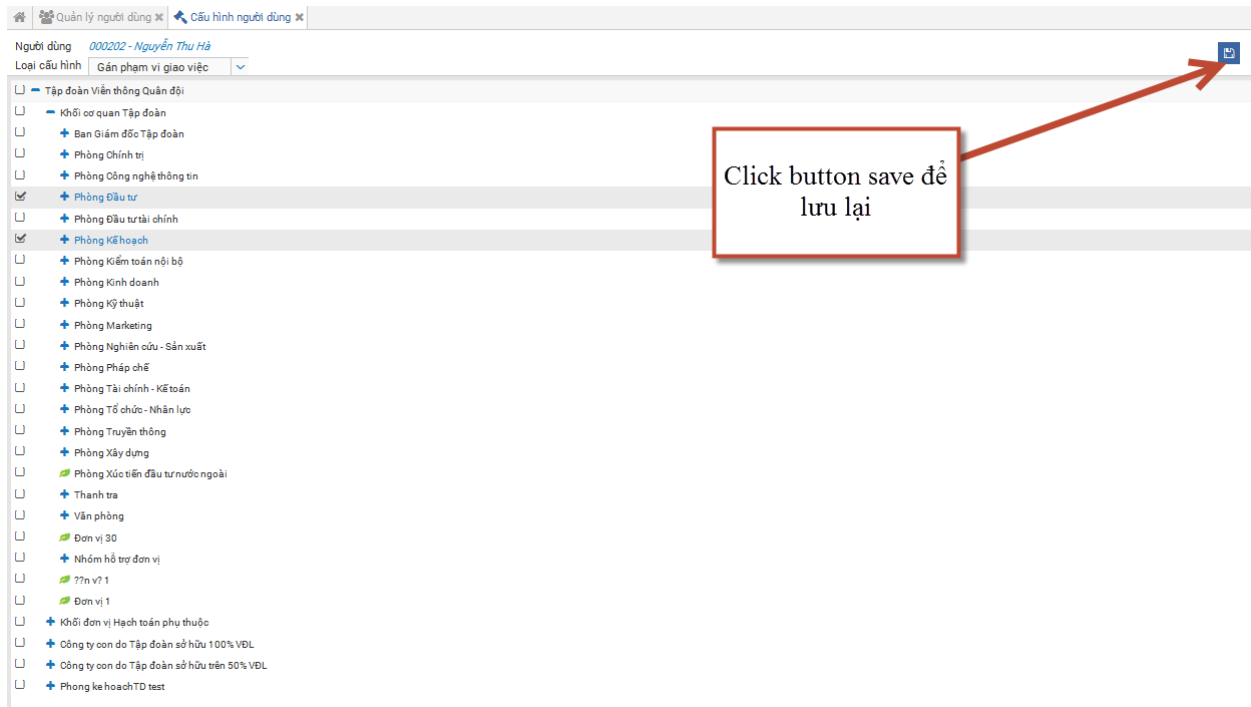 Quản lý người dùng Cấu hình người dùng
Người dùng 000202 - Nguyễn Thu Hà
Loại cấu hình Gán phạm vi giao việc
Tập đoàn Viễn thông Quân đội
Khối cơ quan Tập đoàn
Ban Giám đốc Tập đoàn
Phòng Chính trị
Phòng Công nghệ thông tin
Phòng Đầu tư
Phòng Đầu tư tài chính
Phòng Kế hoạch
Phòng Kiểm toán nội bộ
Phòng Kinh doanh
Phòng Kỹ thuật
Phòng Marketing
Phòng Nghiên cứu - Sản xuất
Phòng Pháp chế
Phòng Tài chính - Kế toán
Phòng Tổ chức - Nhân lực
Phòng Truyền thông
Phòng Xây dựng
Phòng Xúc tiến đầu tư nước ngoài
Thanh tra
Văn phòng
Đơn vị 30
Nhóm hỗ trợ đơn vị
??n v? 1
Đơn vị 1
Khối đơn vị Hạch toán phụ thuộc
Công ty con do Tập đoàn sở hữu 100% VĐL
Công ty con do Tập đoàn sở hữu trên 50% VĐL
Phong ke hoachTD test
Click button save để
lưu lại